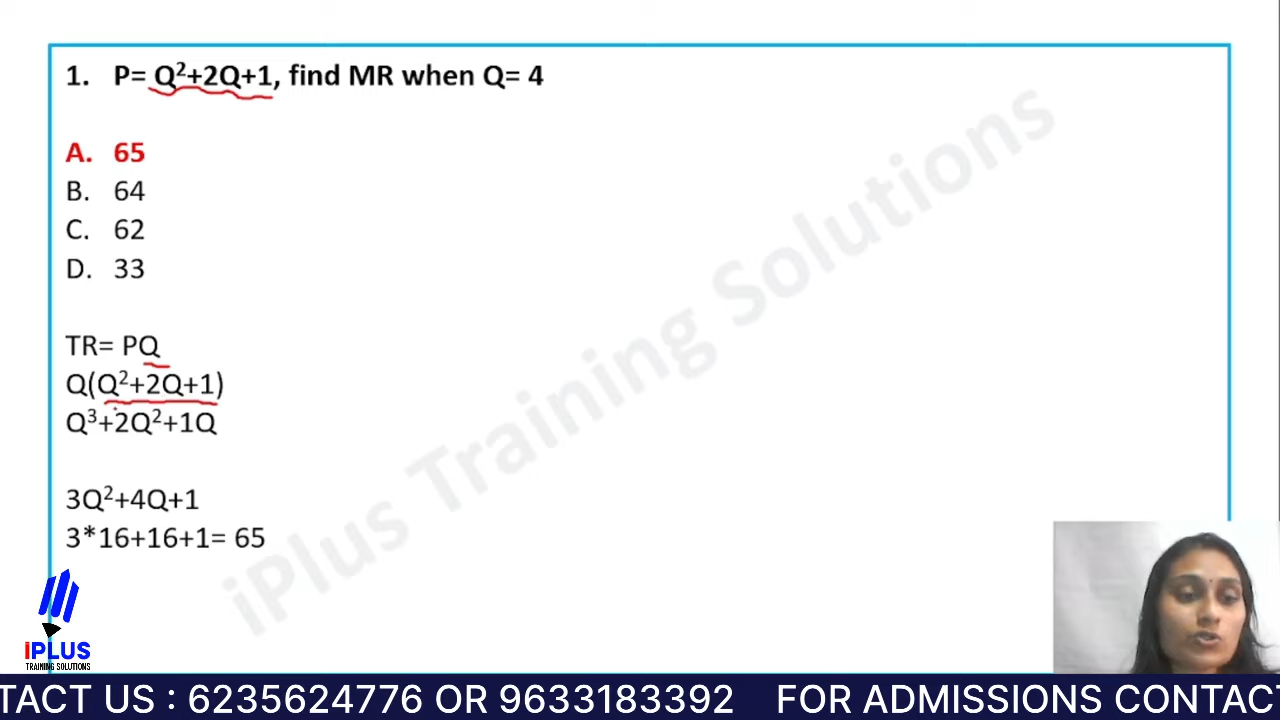 1. P= Q²+2Q+1, find MR when Q= 4
A. 65
B. 64
C. 62
D. 33
TR= PQ
Q(Q²+2Q+1)
Q³+2Q²+1Q
3Q²+4Q+1
3*16+16+1= 65
iPlus Training Solutions
iPLUS
TRAINING SOLUTIONS
TACT US : 6235624776 OR 9633183392 FOR ADMISSIONS CONTACT